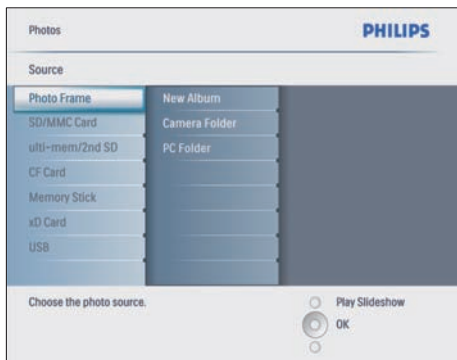 Photos
PHILIPS
Source
Photo Frame
New Album
SD/MMC Card
Camera Folder
ulti-mem/2nd SD
PC Folder
CF Card
Memory Stick
xD Card
USB
Choose the photo source.
Play Slideshow
OK